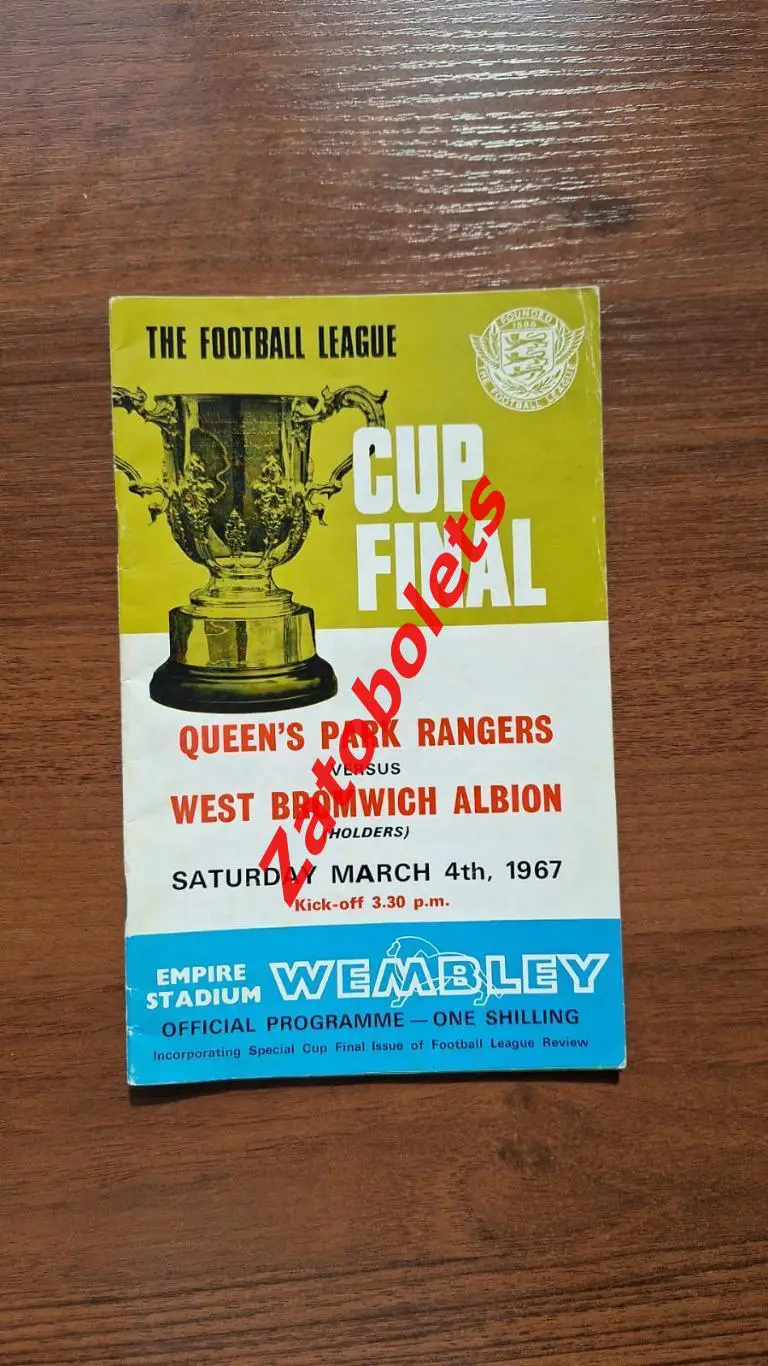 THE FOOTBALL LEAGUE
FOUNDED
1888
THE FOOTBALL LEAGUE
CUP
FINAL
QUEEN'S PARK RANGERS
VERSUS
WEST BROMWICH ALBION
(HOLDERS)
SATURDAY MARCH 4th, 1967
Kick-off 3.30 p.m.
EMPIRE
STADIUM
WEMBLEY
OFFICIAL PROGRAMME — ONE SHILLING
Incorporating Special Cup Final Issue of Football League Review
Zatobolets